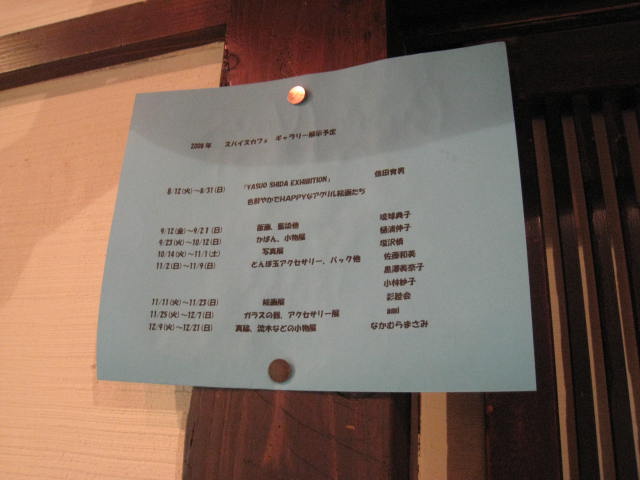 2008年 スパイスカフェ ギャラリー展示予定
8/12(火)～8/31(日) 「YASUO SHIDA EXHIBITION」 信田育男
色鮮やかでHAPPYなアクリル絵画たち
9/12(金)～9/21(日) 藍染他 琉球典子
9/23(火)～10/12(日) かばん、小物展 樋浦伸子
10/14(火)～11/1(土) 写真展 塩沢槙
11/2(日)～11/9(日) とんぼ玉アクセサリー、バック他 佐藤和美
黒澤美奈子
小林紗子
11/11(火)～11/23(日) 絵画展 彩睦会
11/25(火)～12/7(日) ガラスの器、アクセサリー展 ami
12/9(火)～12/21(日) 真鍮、流木などの小物展 なかむらまさみ